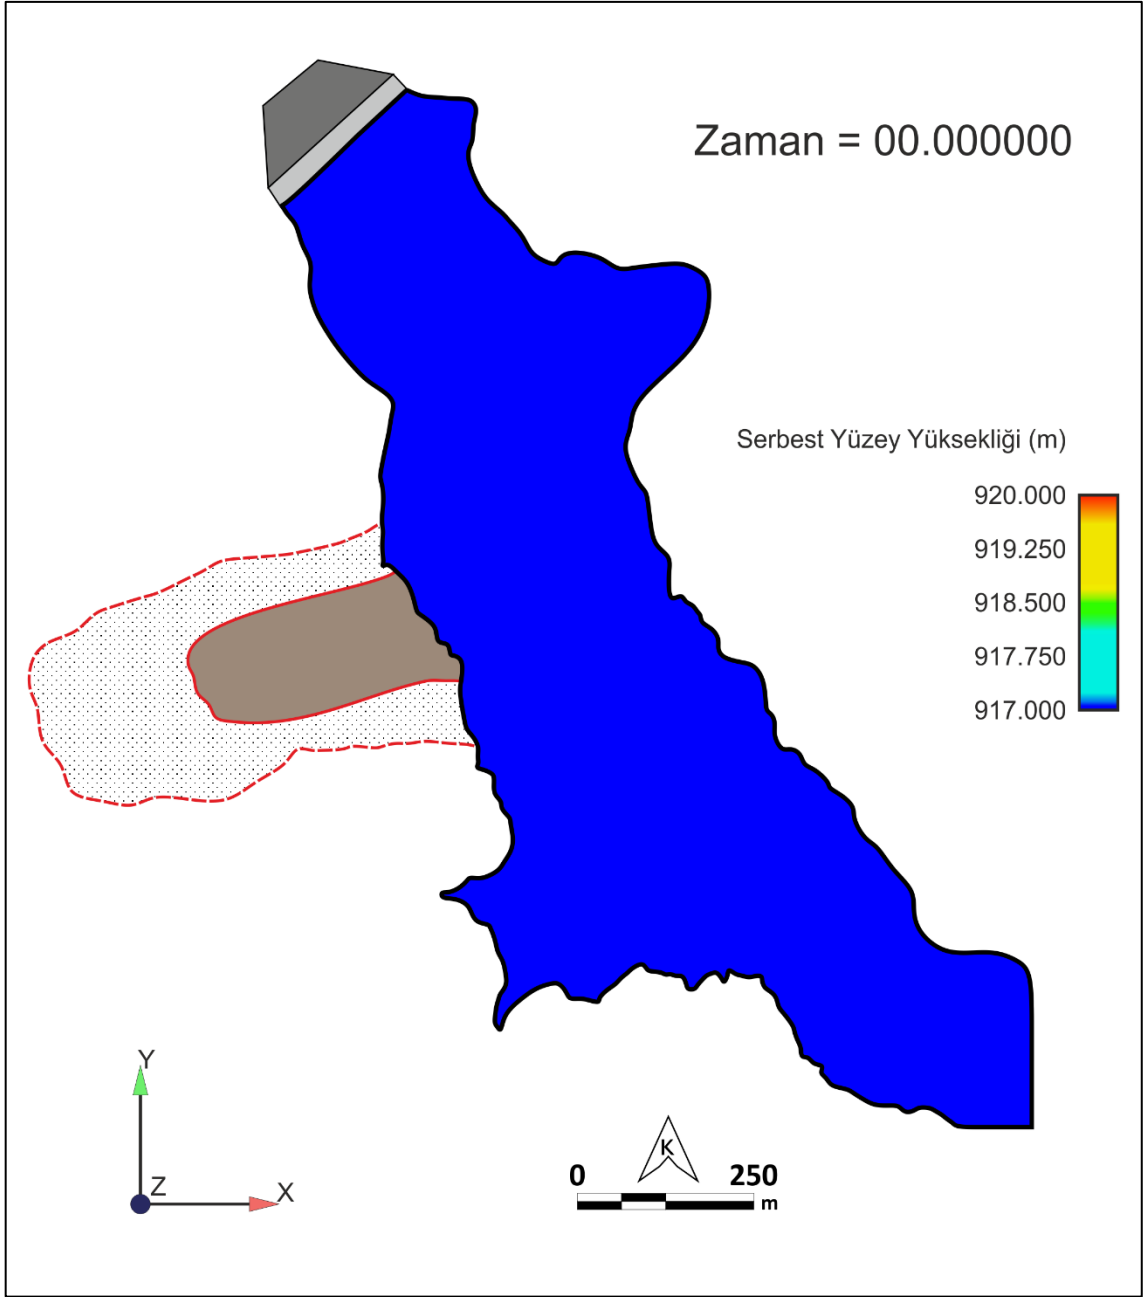 Zaman = 00.000000
Serbest Yüzey Yüksekliği (m)
920.000
919.250
918.500
917.750
917.000
Y
Z
X
K
0 250
m